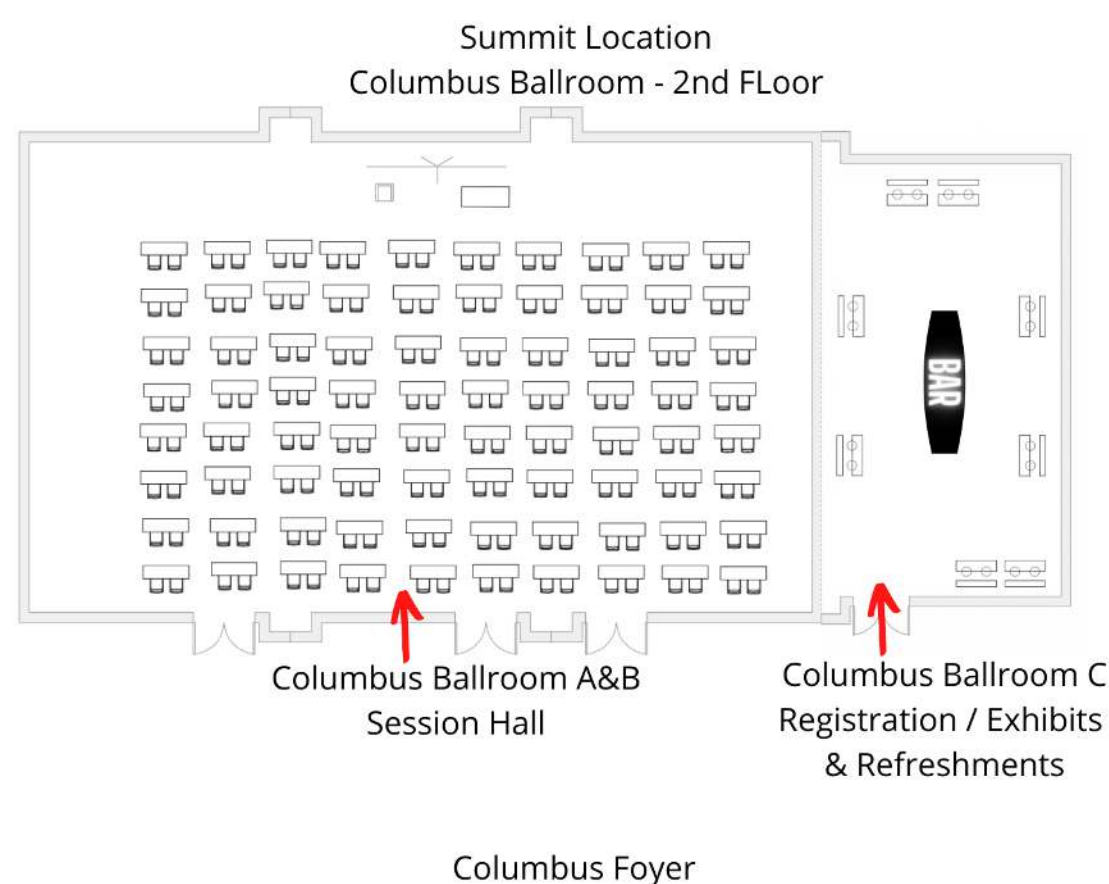 Summit Location
Columbus Ballroom - 2nd FLoor
BAR
Columbus Ballroom A&B
Session Hall
Columbus Ballroom C
Registration / Exhibits
& Refreshments
Columbus Foyer